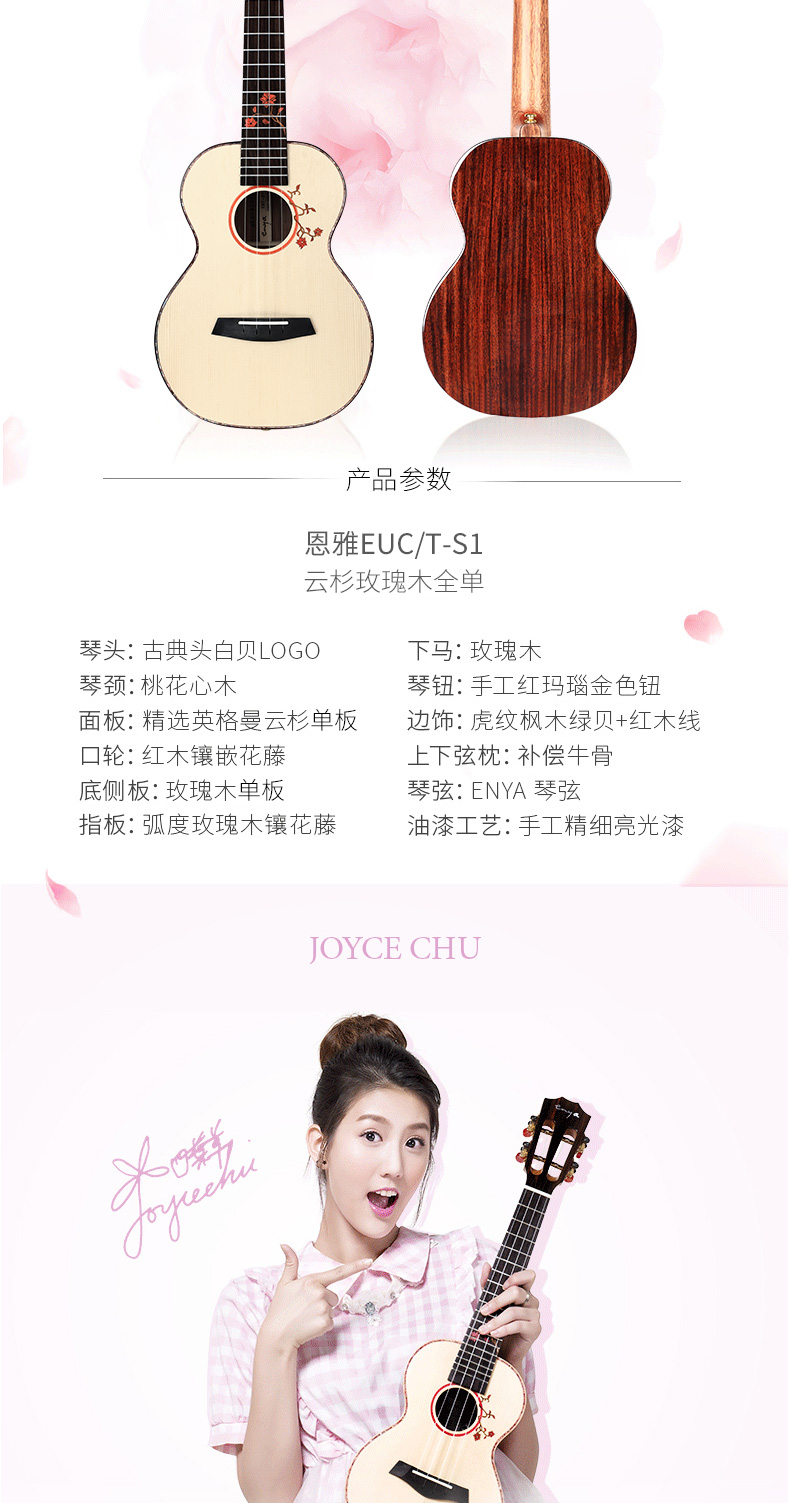 enya
产品参数
恩雅EUC/T-S1
云杉玫瑰木全单
琴头：古典头白贝LOGO
琴颈：桃花心木
面板：精选英格曼云杉单板
口轮：红木镶嵌花藤
底侧板：玫瑰木单板
指板：弧度玫瑰木镶花藤
下马：玫瑰木
琴钮：手工红玛瑙金色钮
边饰：虎纹枫木绿贝+红木线
上下弦枕：补偿牛骨
琴弦：ENYA 琴弦
油漆工艺：手工精细亮光漆
JOYCE CHU
enya
Joycechu